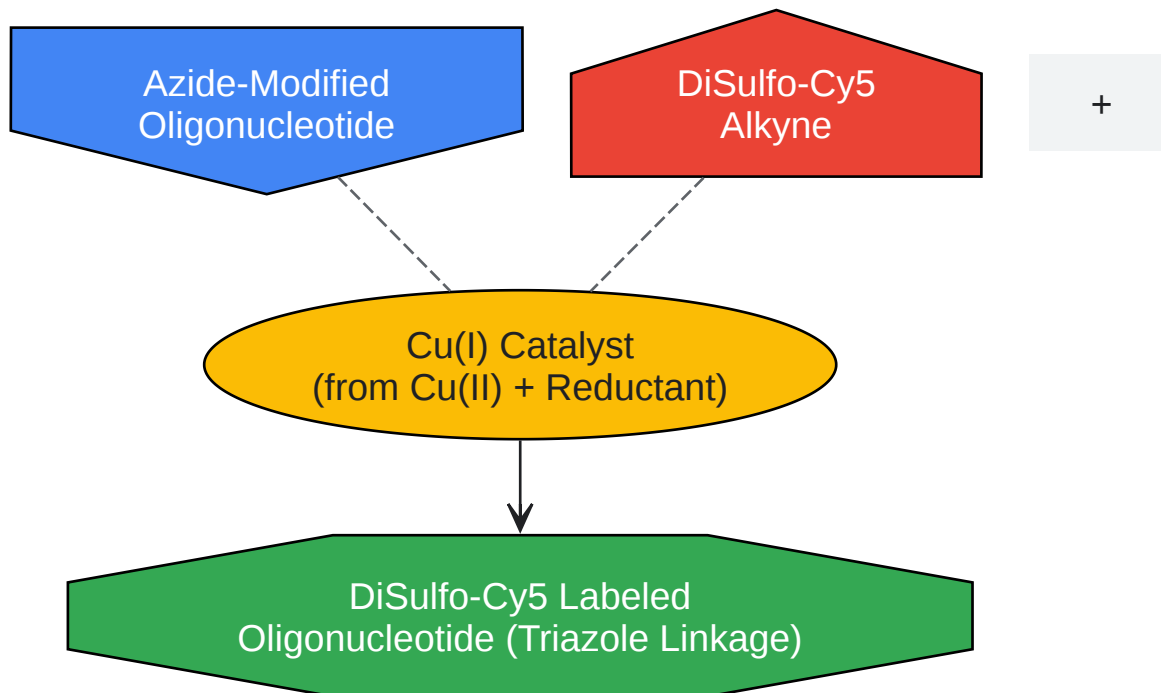 Azide-Modified
Oligonucleotide
DiSulfo-Cy5
Alkyne
+
Cu(I) Catalyst
(from Cu(II) + Reductant)
DiSulfo-Cy5 Labeled
Oligonucleotide (Triazole Linkage)